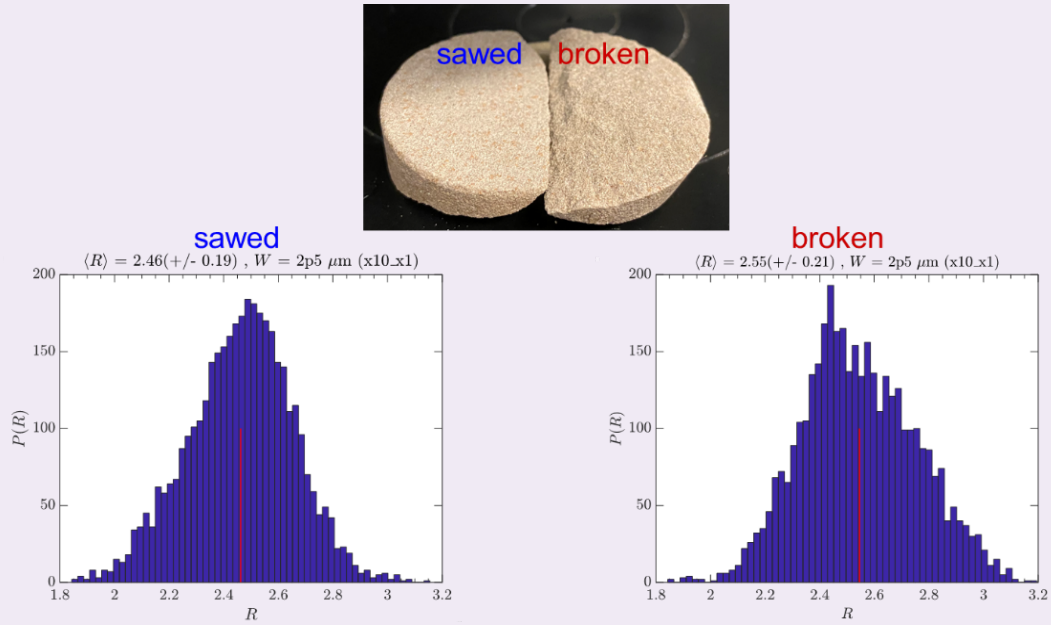 sawed broken
sawed
⟨R⟩ = 2.46(+/- 0.19) , W = 2p5 μm (x10_x1)
200
150
100
50
0
P(R)
1.8 2 2.2 2.4 2.6 2.8 3 3.2
R
broken
⟨R⟩ = 2.55(+/- 0.21) , W = 2p5 μm (x10_x1)
200
150
100
50
0
P(R)
1.8 2 2.2 2.4 2.6 2.8 3 3.2
R